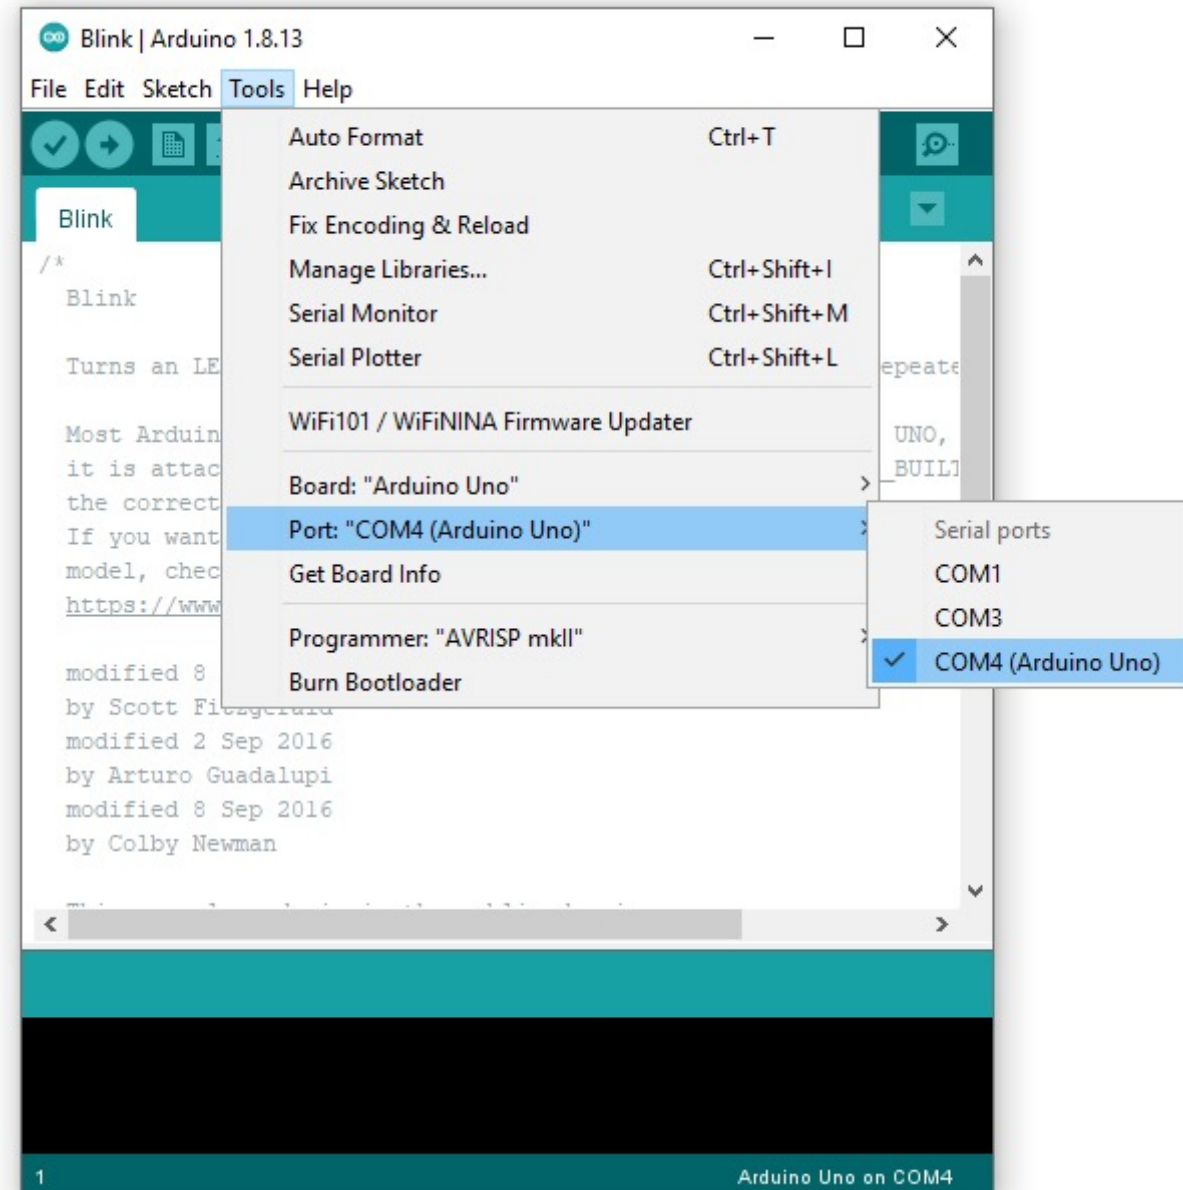 Blink | Arduino 1.8.13
File Edit Sketch Tools Help
Blink
Auto Format Ctrl+T
Archive Sketch
Fix Encoding & Reload
Manage Libraries... Ctrl+Shift+I
Serial Monitor Ctrl+Shift+M
Serial Plotter Ctrl+Shift+L
WiFi101 / WiFiNINA Firmware Updater
Board: "Arduino Uno"
Port: "COM4 (Arduino Uno)"
Get Board Info
Programmer: "AVRISP mkII"
Burn Bootloader
Serial ports
COM1
COM3
COM4 (Arduino Uno)
/*
Blink
Turns an LE
Most Arduin UNO,
it is attac
the correct
If you want
model, chec
https://www
modified 8
by Scott Fitzgerald
modified 2 Sep 2016
by Arturo Guadalupi
modified 8 Sep 2016
by Colby Newman
1 Arduino Uno on COM4